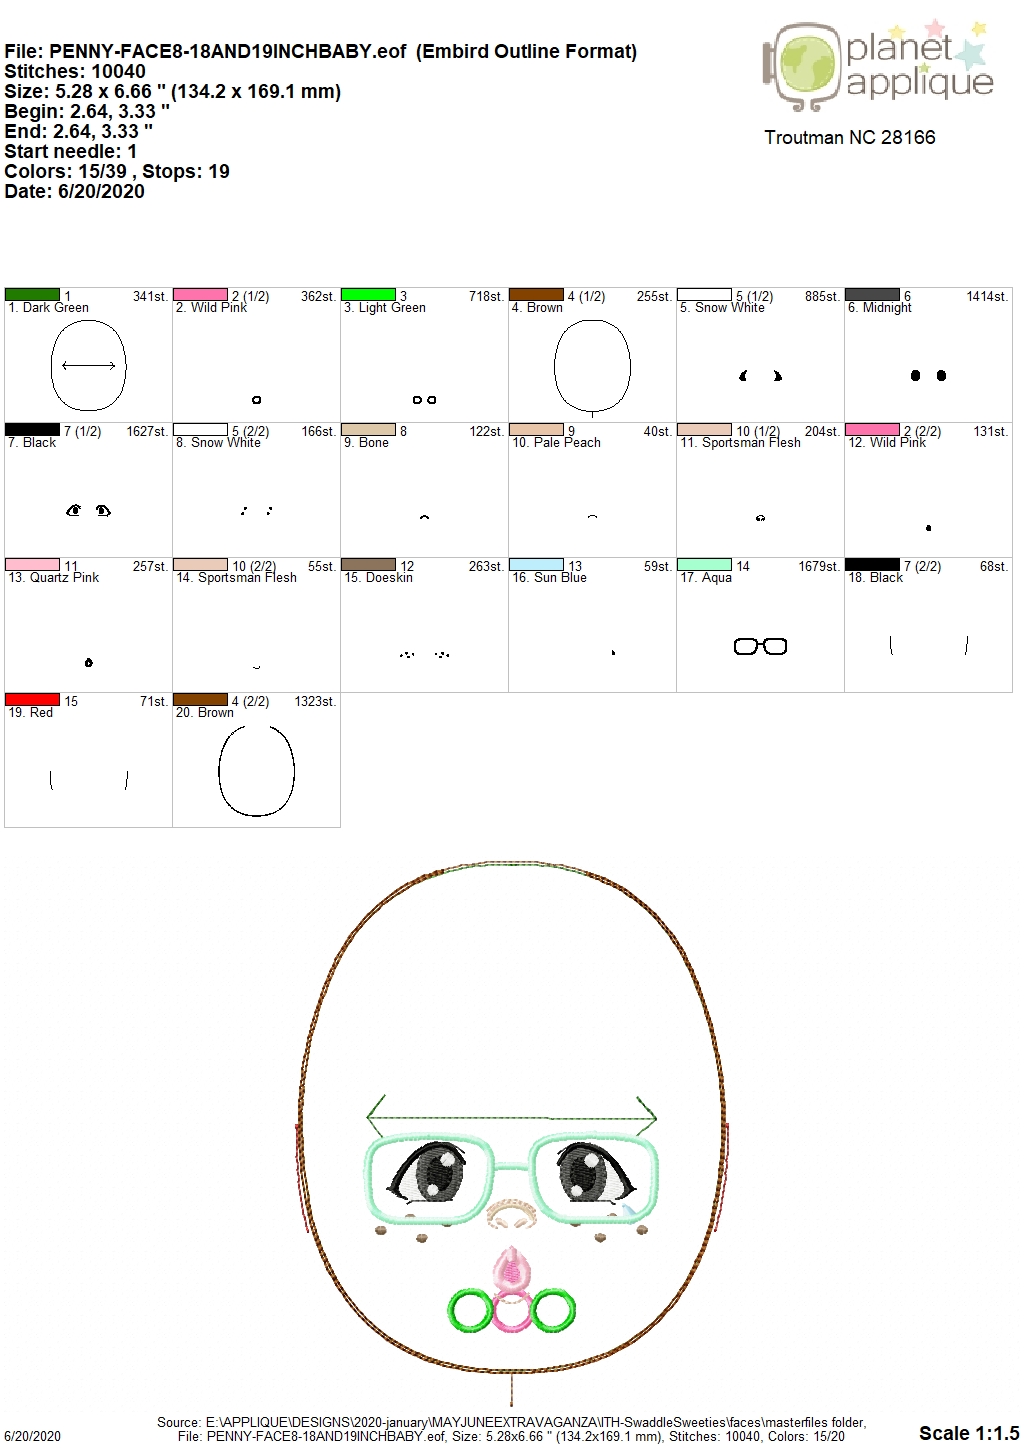 File: PENNY-FACE8-18AND19INCHBABY.eof (Embird Outline Format)
Stitches: 10040
Size: 5.28 x 6.66 " (134.2 x 169.1 mm)
Begin: 2.64, 3.33 "
End: 2.64, 3.33 "
Start needle: 1
Colors: 15/39 , Stops: 19
Date: 6/20/2020
planet
applique
Troutman NC 28166
1 341st.
1. Dark Green
2 (1/2) 362st.
2. Wild Pink
3 718st.
3. Light Green
4 (1/2) 255st.
4. Brown
5 (1/2) 885st.
5. Snow White
6 1414st.
6. Midnight
7 (1/2) 1627st.
7. Black
5 (2/2) 166st.
8. Snow White
8 122st.
9. Bone
9 40st.
10. Pale Peach
10 (1/2) 204st.
11. Sportsman Flesh
2 (2/2) 131st.
12. Wild Pink
11 257st.
13. Quartz Pink
10 (2/2) 55st.
14. Sportsman Flesh
12 263st.
15. Doeskin
13 59st.
16. Sun Blue
14 1679st.
17. Aqua
7 (2/2) 68st.
18. Black
15 71st.
19. Red
4 (2/2) 1323st.
20. Brown
Source: E:\APPLIQUE\DESIGNS\2020-january\MAYJUNEEXTRAVAGANZA\ITH-SwaddleSweeties\faces\masterfiles folder,
6/20/2020 File: PENNY-FACE8-18AND19INCHBABY.eof, Size: 5.28x6.66 " (134.2x169.1 mm), Stitches: 10040, Colors: 15/20 Scale 1:1.5